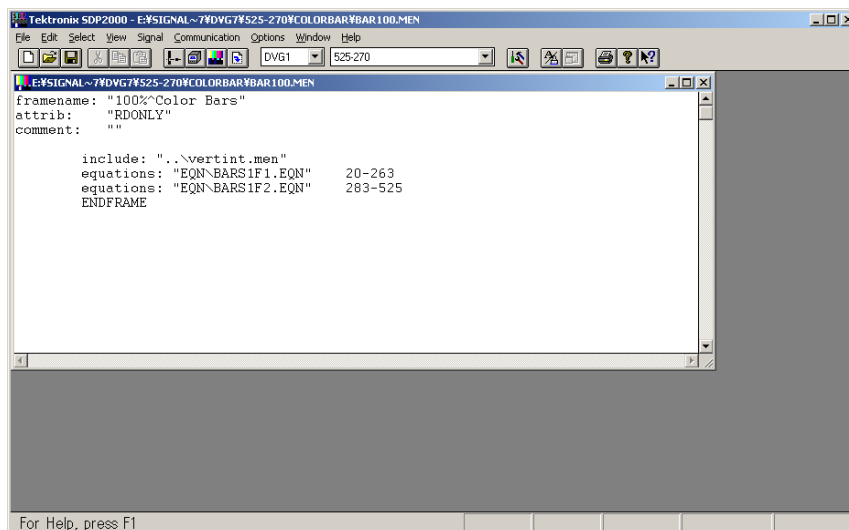 Tektronix SDP2000 - E:¥SIGNAL~7¥DVG7¥525-270¥COLORBAR¥BAR100.MEN
File Edit Select View Signal Communication Options Window Help
DVG1 525-270
E:¥SIGNAL~7¥DVG7¥525-270¥COLORBAR¥BAR100.MEN
framename: "100%^Color Bars"
attrib: "RDONLY"
comment: ""
include: "..\vertint.men"
equations: "EQN\BARS1F1.EQN" 20-263
equations: "EQN\BARS1F2.EQN" 283-525
ENDFRAME
For Help, press F1